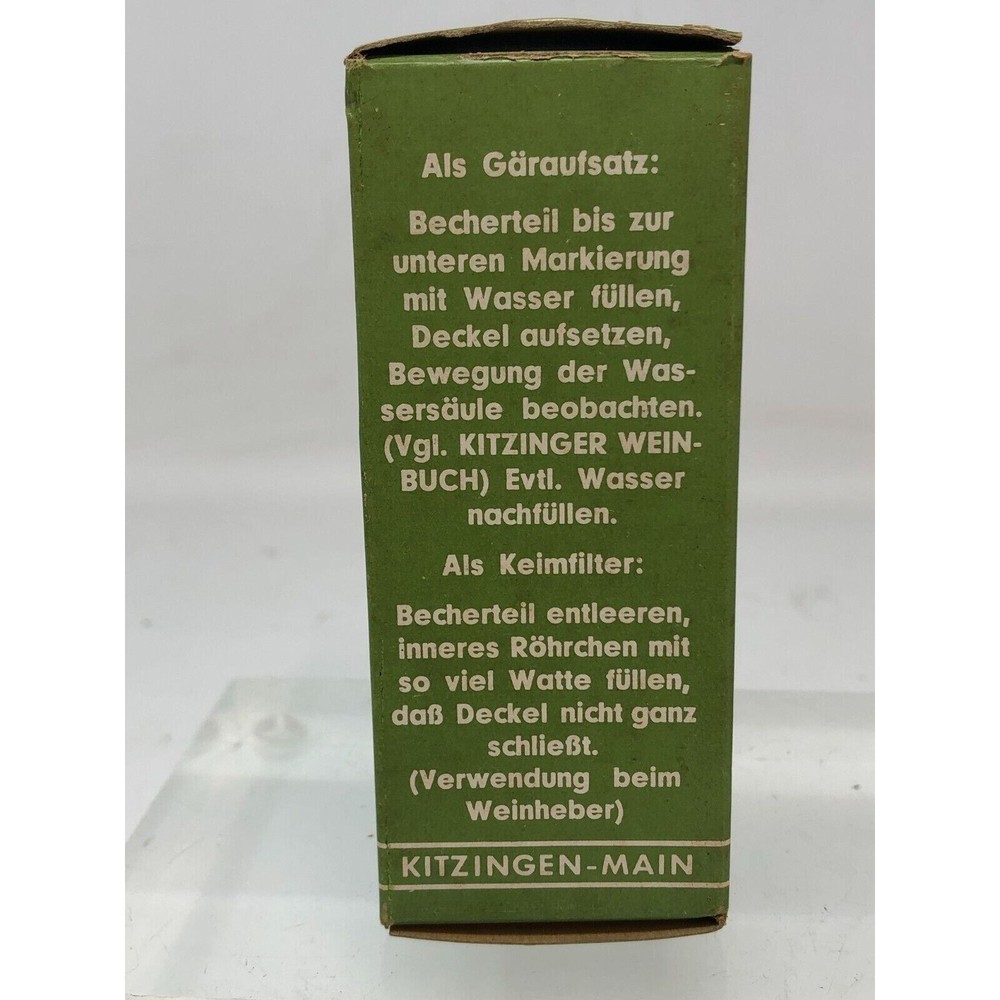 Als Gäraufsatz:
Becherteil bis zur
unteren Markierung
mit Wasser füllen,
Deckel aufsetzen,
Bewegung der Was-
sersäule beobachten.
(Vgl. KITZINGER WEIN-
BUCH) Evtl. Wasser
nachfüllen.
Als Keimfilter:
Becherteil entleeren,
inneres Röhrchen mit
so viel Watte füllen,
daß Deckel nicht ganz
schließt.
(Verwendung beim
Weinheber)
KITZINGEN-MAIN